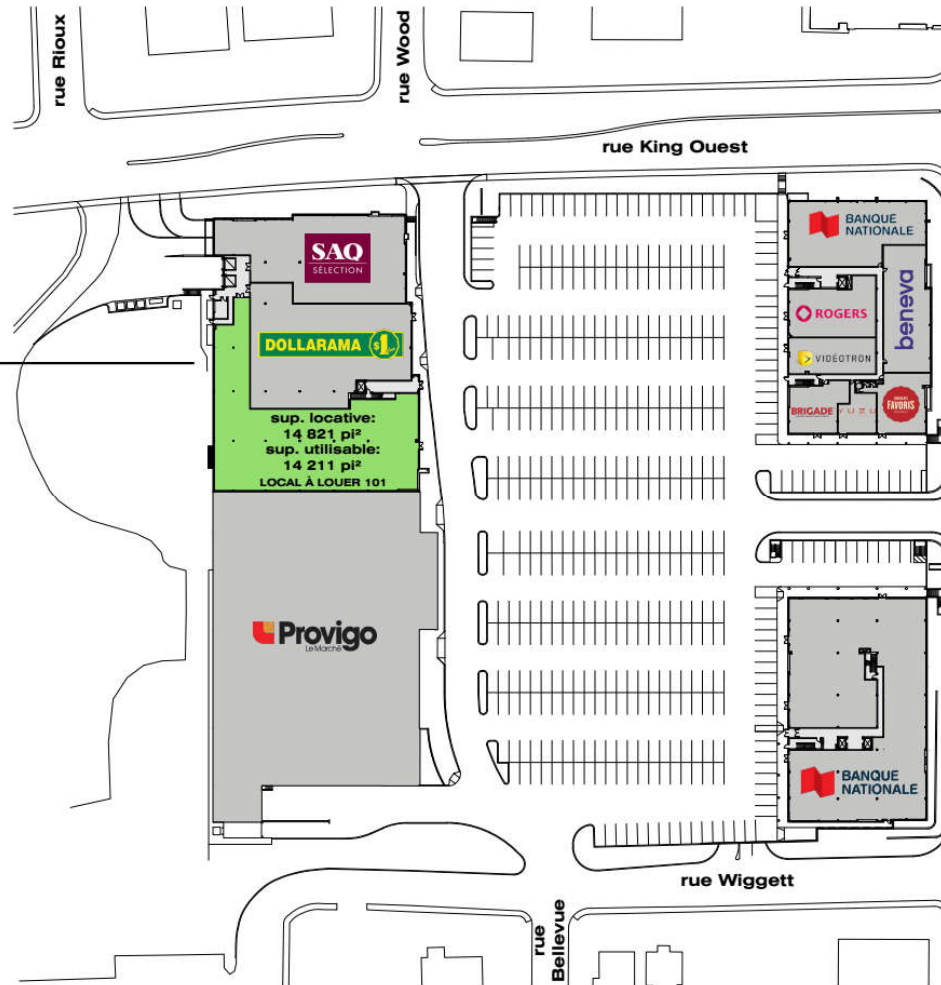 rue Rioux
rue Wood
rue King Ouest
SAQ
SÉLECTION
DOLLARAMA $1
sup. locative:
14 821 pi²
sup. utilisable:
14 211 pi²
LOCAL À LOUER 101
Provigo
Le Marché
BANQUE
NATIONALE
beneva
ROGERS
VIDÉOTRON
BRIGADE
YUZU
FAVORIS
BANQUE
NATIONALE
rue Wiggett
rue
Bellevue